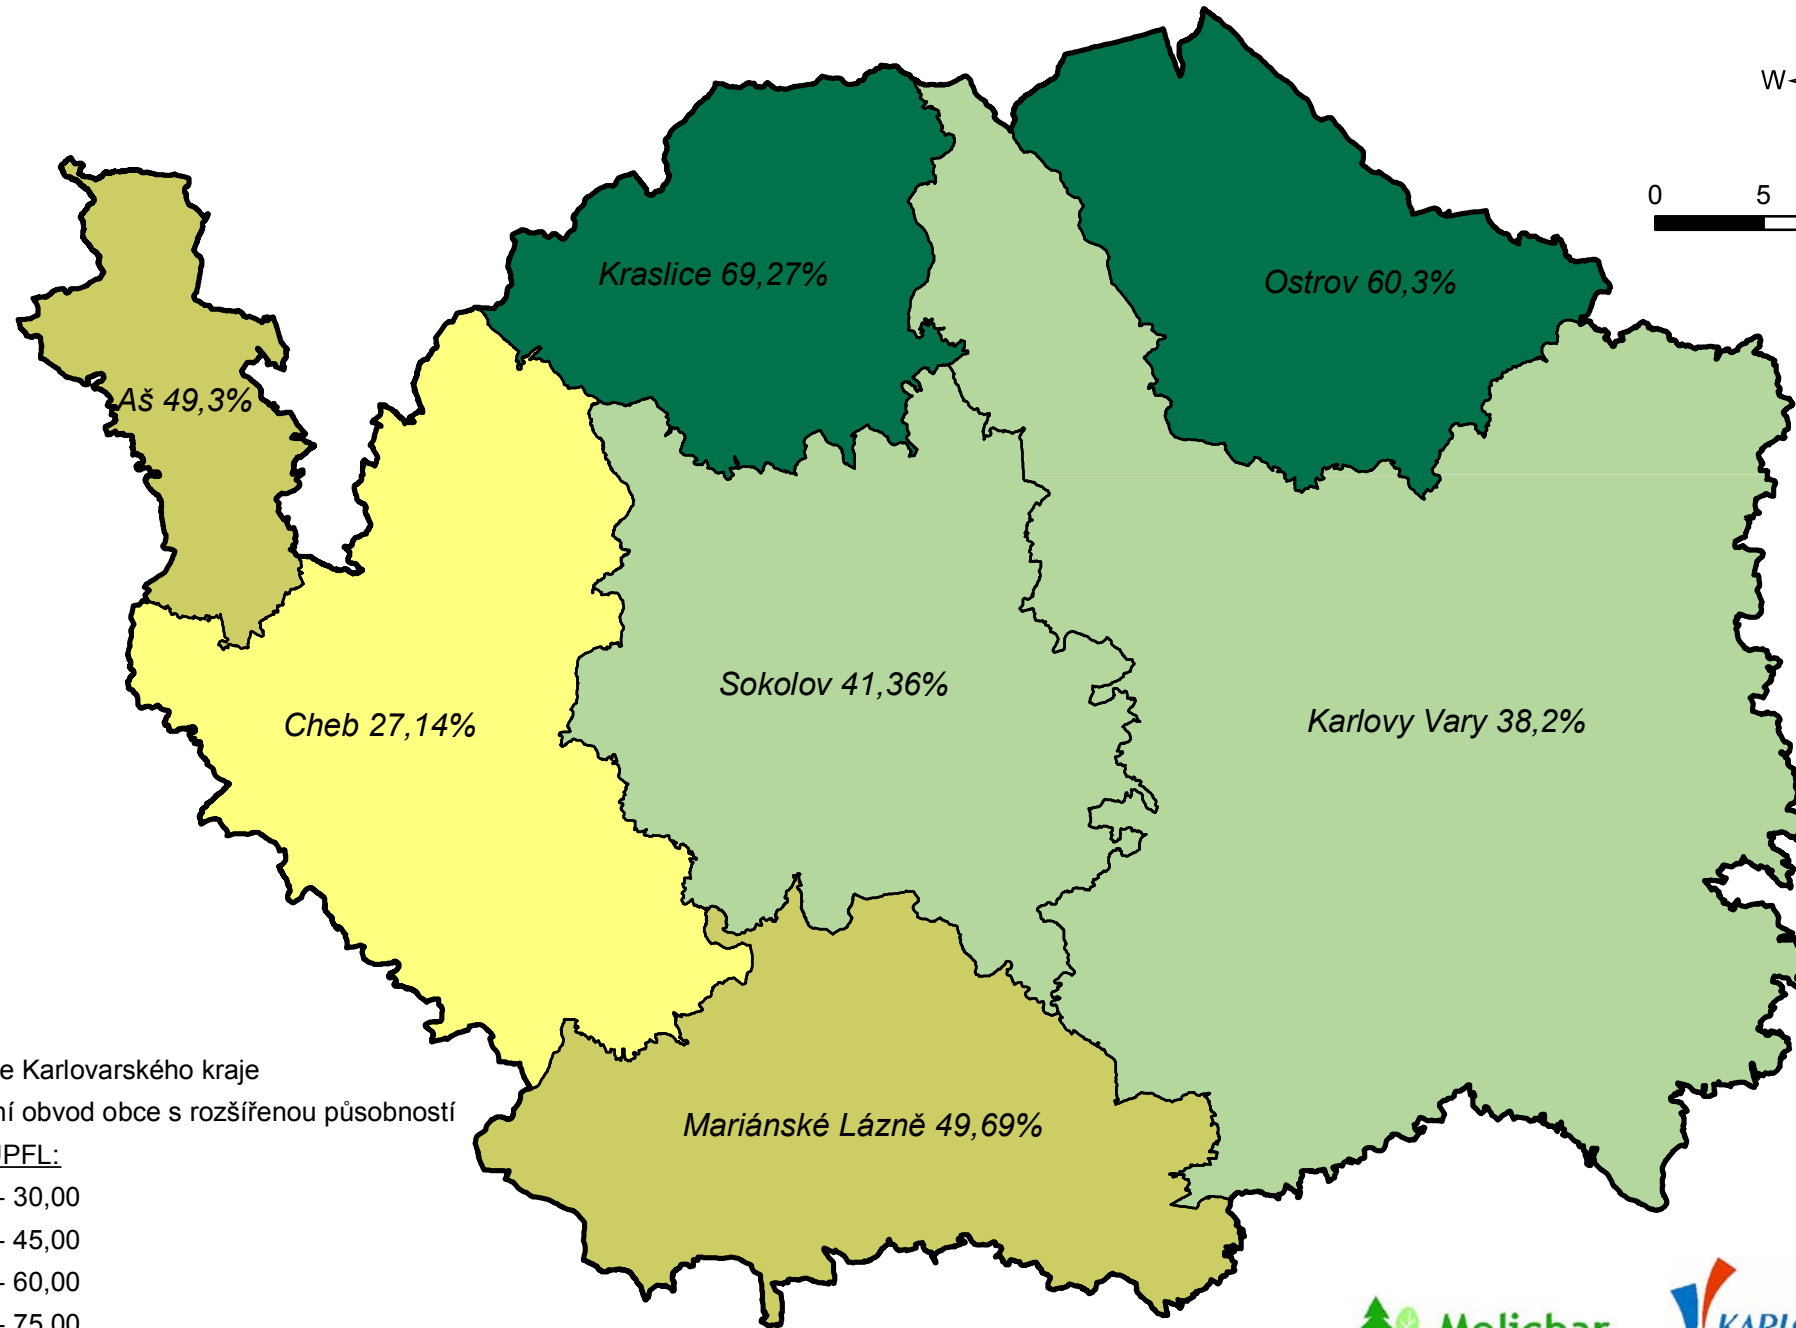 W
0 5
Kraslice 69,27%
Ostrov 60,3%
Aš 49,3%
Sokolov 41,36%
Cheb 27,14%
Karlovy Vary 38,2%
Mariánské Lázně 49,69%
e Karlovarského kraje
ní obvod obce s rozšířenou působností
PFL:
- 30,00
- 45,00
- 60,00
- 75,00